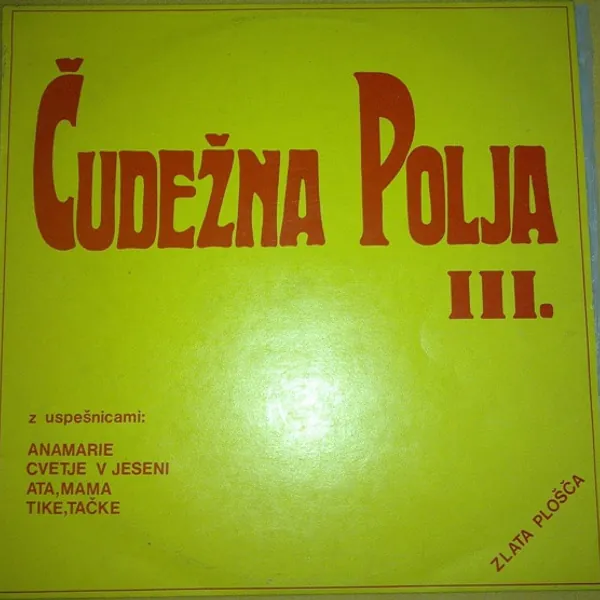 ČUDEŽNA POLJA
III.
z uspešnicami:
ANAMARIE
CVETJE V JESENI
ATA,MAMA
TIKE,TAČKE
ZLATA PLOŠČA